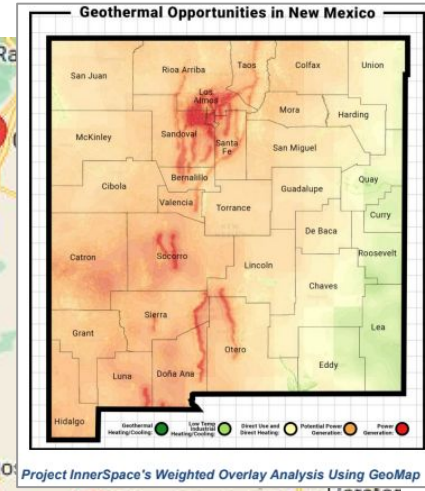 Geothermal Opportunities in New Mexico
San Juan
Rioa Arriba
Taos
Colfax
Union
Los
Almos
Mora
Harding
McKinley
Sandoval
Santa
Fe
San Miguel
Bernalillo
Quay
Cibola
Guadalupe
Valencia
Torrance
Curry
De Baca
Catron
Socorro
Roosevelt
Lincoln
Chaves
Sierra
Lea
Grant
Otero
Eddy
Luna
Doña Ana
Hidalgo
Geothermal
Heating/Cooling:
Low Temp
Industrial
Heating/Cooling:
Direct Use and
Direct Heating:
Potential Power
Generation:
Power
Generation:
Project InnerSpace's Weighted Overlay Analysis Using GeoMap